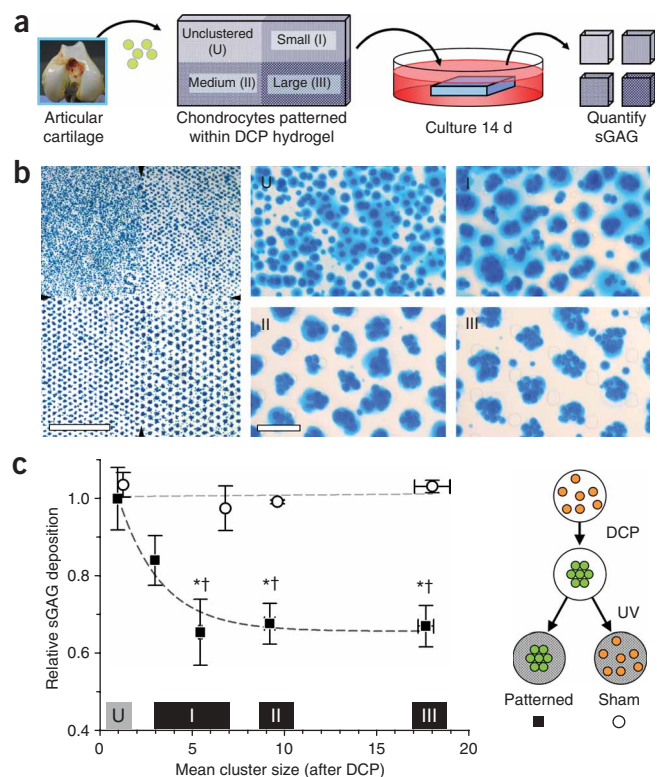 a
Unclustered
(U)
Small (I)
Medium (II)
Large (III)
Articular
cartilage
Chondrocytes patterned
within DCP hydrogel
Culture 14 d
Quantify
sGAG
b
U
I
II
III
c
Relative sGAG deposition
1.0
0.8
0.6
0.4
*†
*†
*†
U
I
II
III
0
5
10
15
20
Mean cluster size (after DCP)
DCP
UV
Patterned
Sham